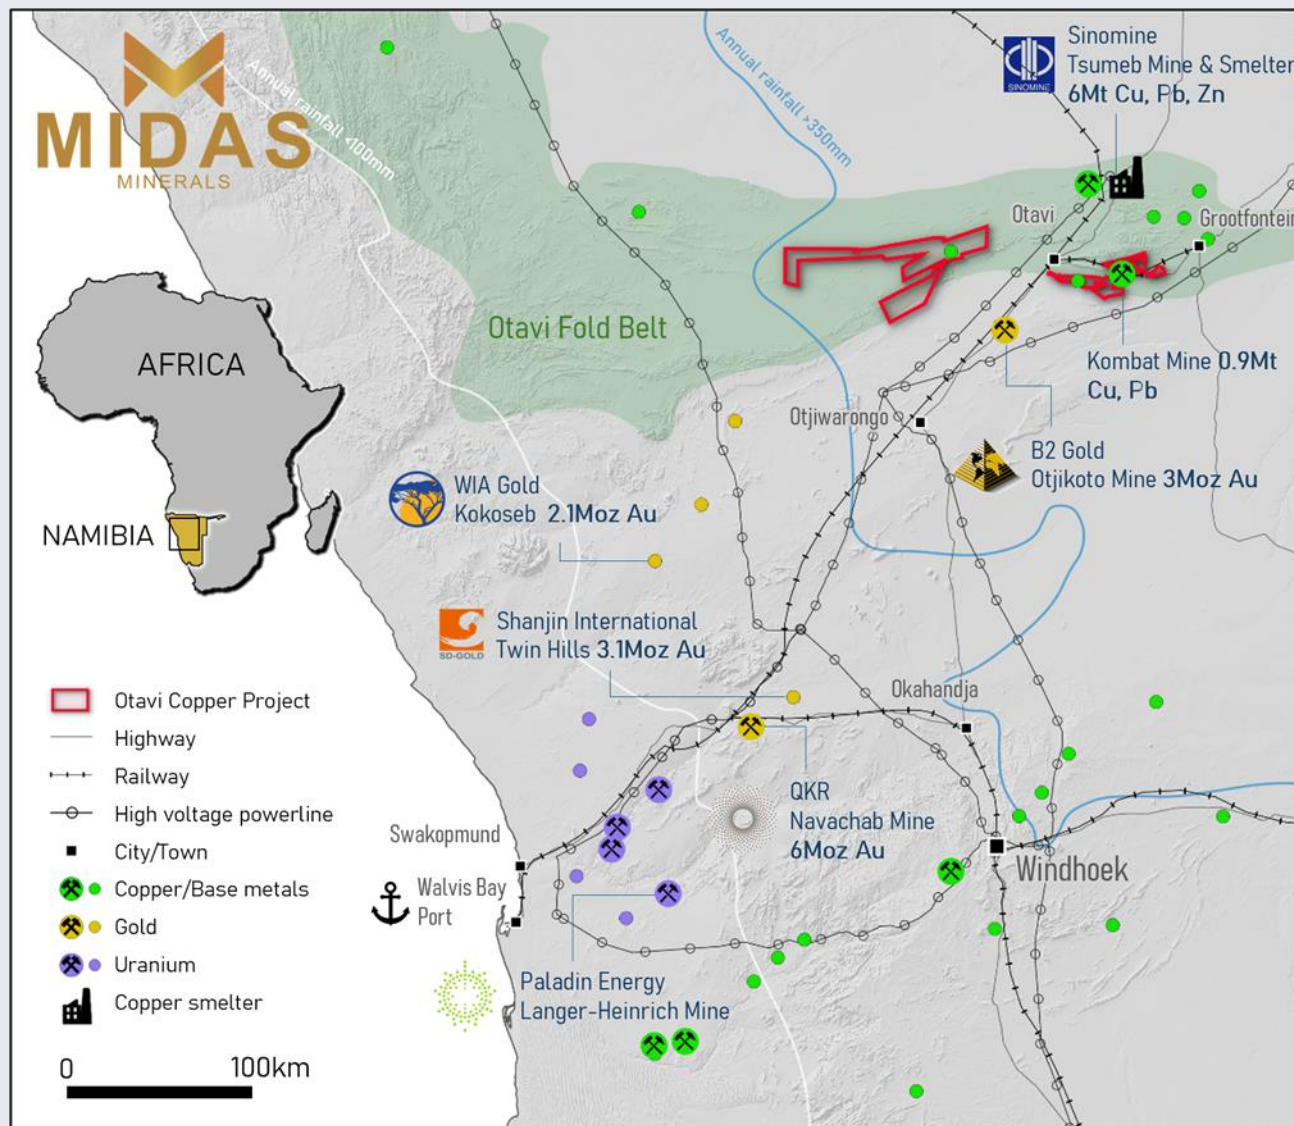 MIDAS
MINERALS
Annual rainfall <100mm
Annual rainfall >350mm
SINOMINE
Sinomine
Tsumeb Mine & Smelter
6Mt Cu, Pb, Zn
Otavi
Grootfontein
Otavi Fold Belt
Kombat Mine 0.9Mt
Cu, Pb
AFRICA
NAMIBIA
Otjiwarongo
B2 Gold
Otjikoto Mine 3Moz Au
WIA Gold
Kokoseb 2.1Moz Au
SD-GOLD
Shanjin International
Twin Hills 3.1Moz Au
Okahandja
QKR
Navachab Mine
6Moz Au
Swakopmund
Walvis Bay
Port
Windhoek
Paladin Energy
Langer-Heinrich Mine
Otavi Copper Project
Highway
Railway
High voltage powerline
City/Town
Copper/Base metals
Gold
Uranium
Copper smelter
0 100km